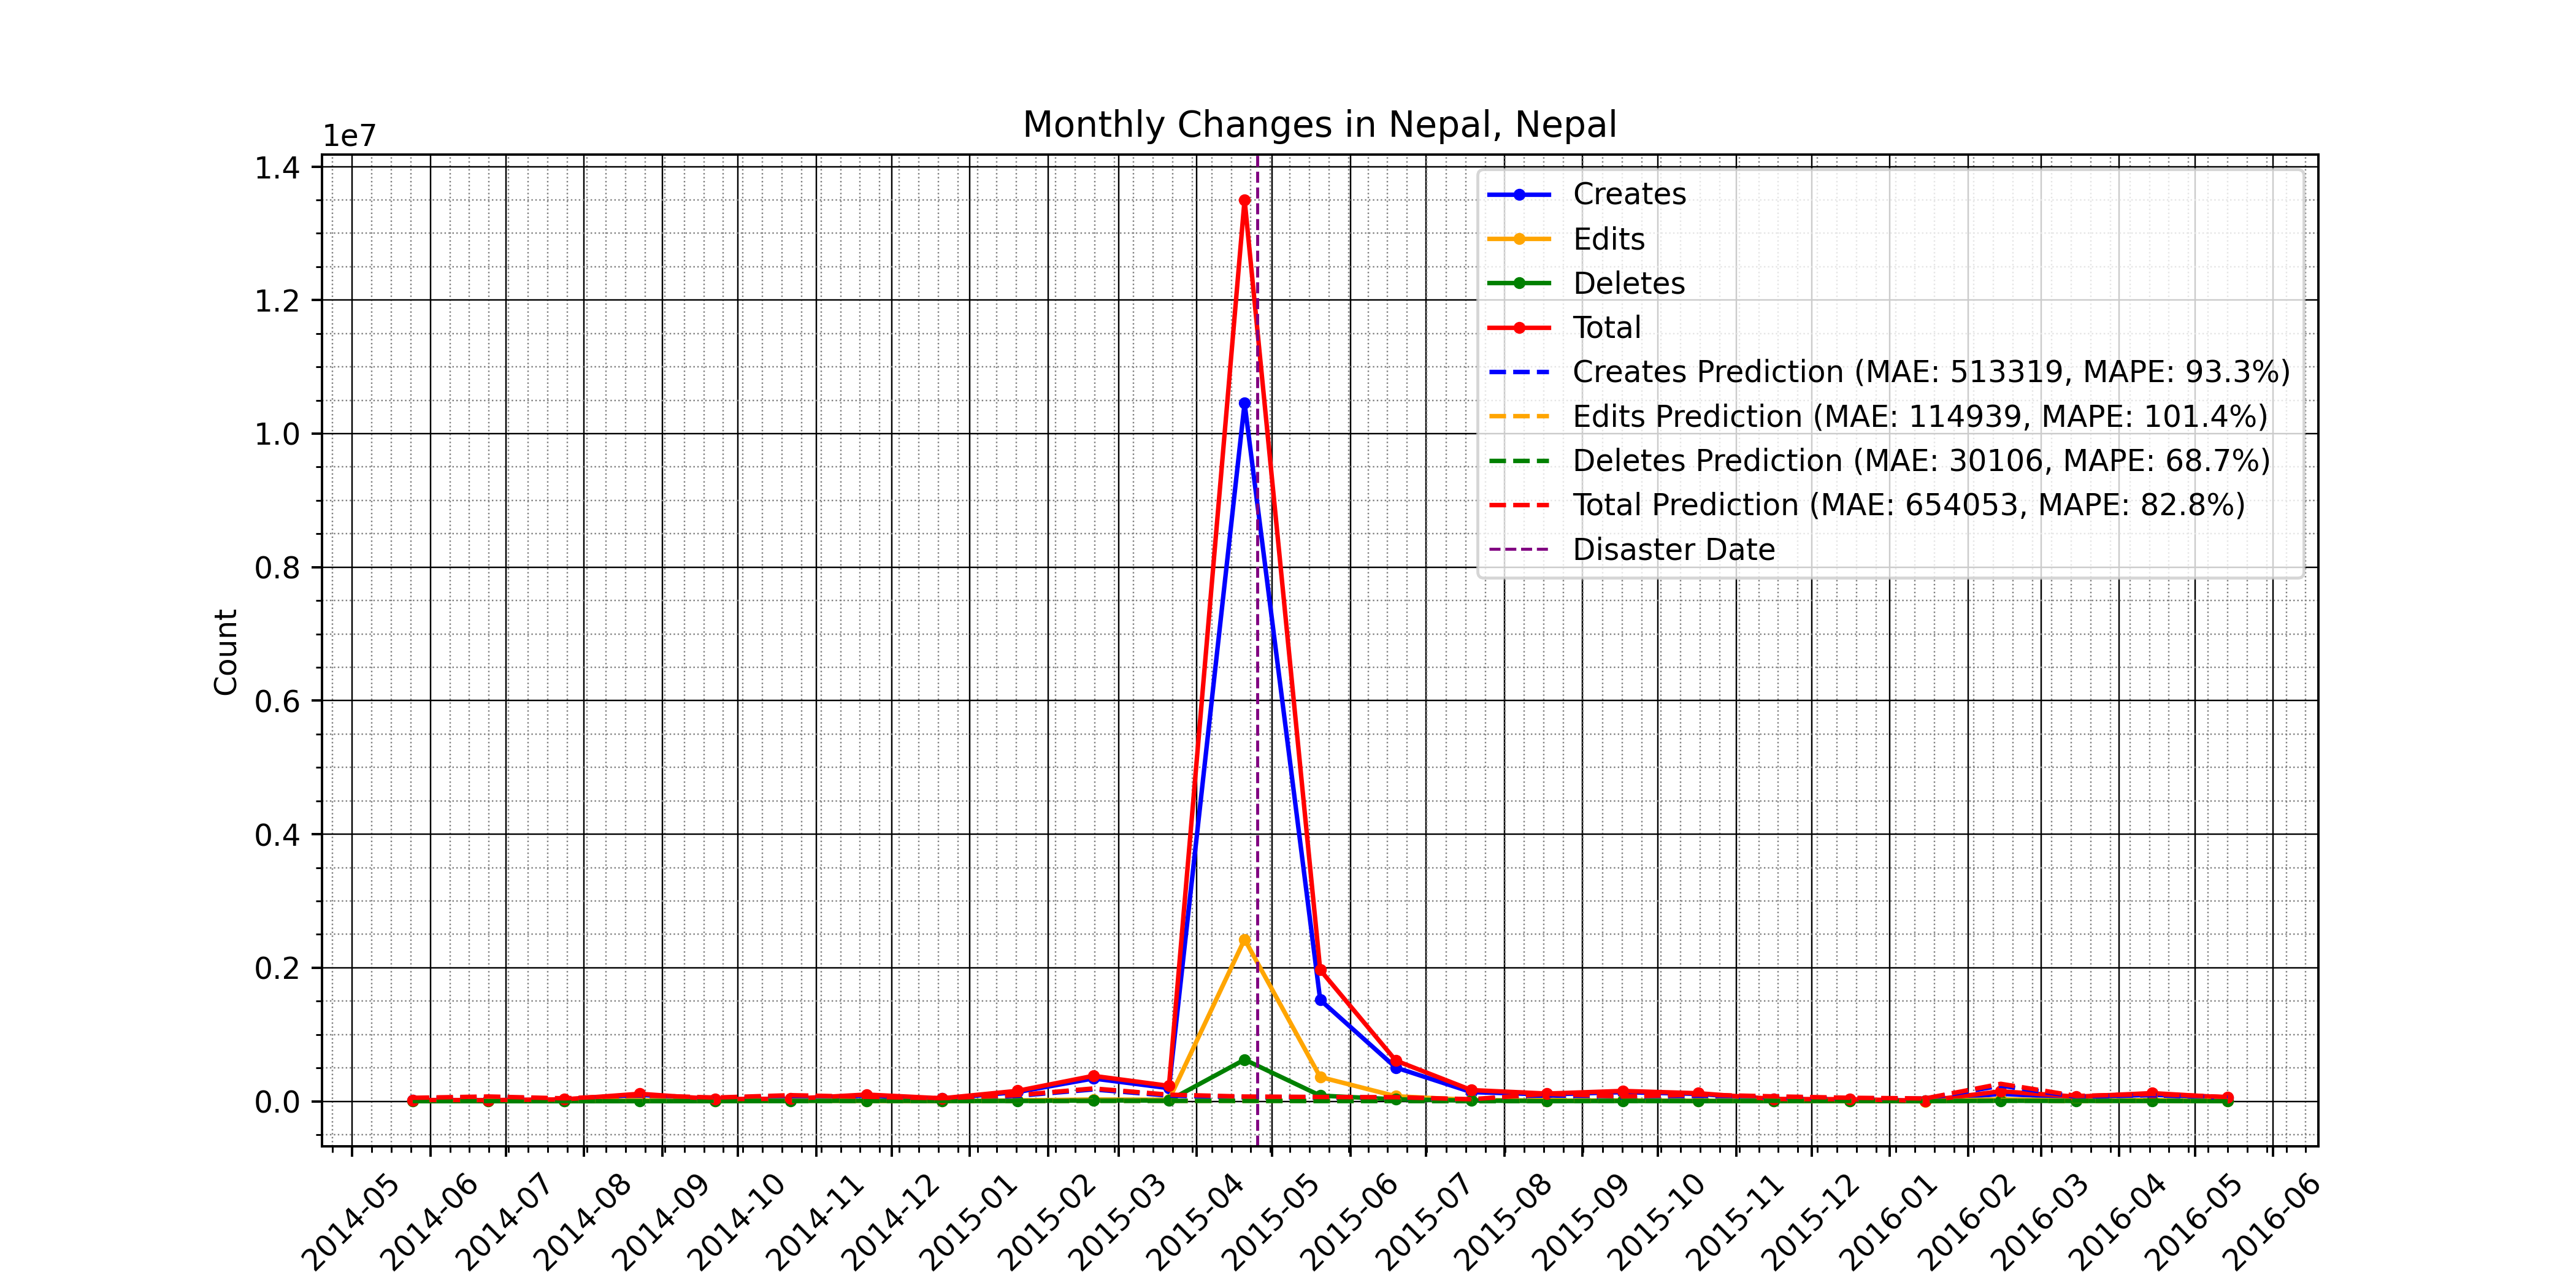 Monthly Changes in Nepal, Nepal
1e7
1.4
1.2
1.0
0.8
0.6
0.4
0.2
0.0
Count
Creates
Edits
Deletes
Total
Creates Prediction (MAE: 513319, MAPE: 93.3%)
Edits Prediction (MAE: 114939, MAPE: 101.4%)
Deletes Prediction (MAE: 30106, MAPE: 68.7%)
Total Prediction (MAE: 654053, MAPE: 82.8%)
Disaster Date
2014-05
2014-06
2014-07
2014-08
2014-09
2014-10
2014-11
2014-12
2015-01
2015-02
2015-03
2015-04
2015-05
2015-06
2015-07
2015-08
2015-09
2015-10
2015-11
2015-12
2016-01
2016-02
2016-03
2016-04
2016-05
2016-06